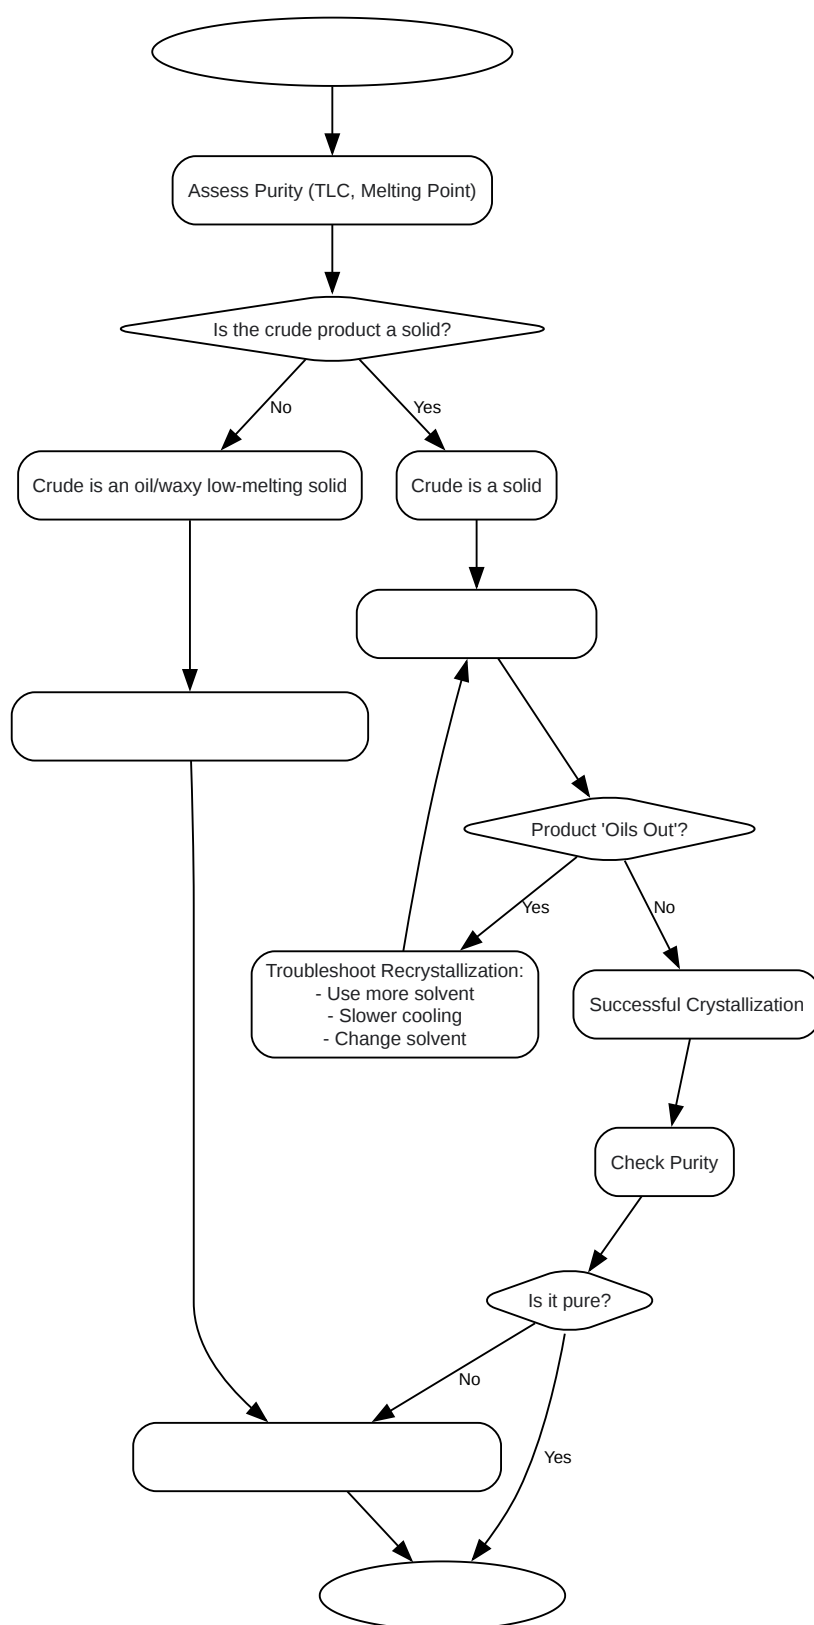 Assess Purity (TLC, Melting Point)
Is the crude product a solid?
No
Yes
Crude is an oil/waxy low-melting solid
Crude is a solid
Product 'Oils Out'?
Yes
No
Troubleshoot Recrystallization:
- Use more solvent
- Slower cooling
- Change solvent
Successful Crystallization
Check Purity
Is it pure?
No
Yes